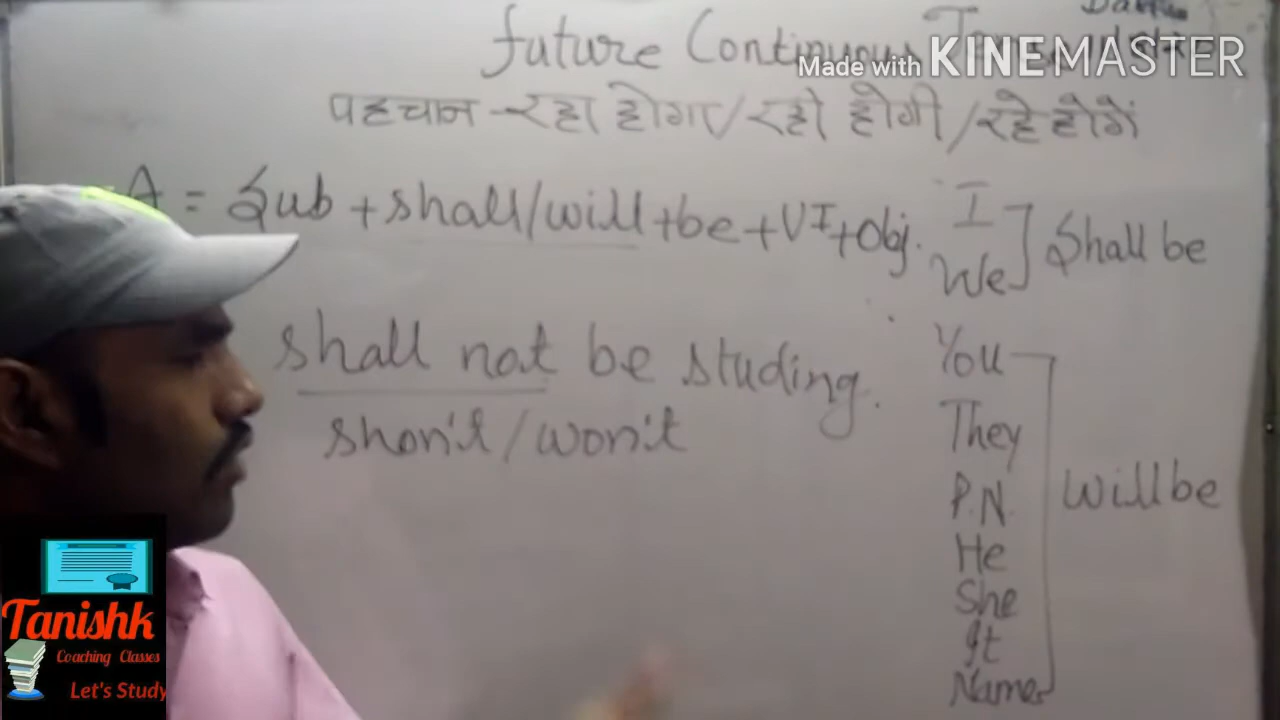 future Continuous
Made with KINEMASTER
पहचान - रहा होगा/रही होगी/रहे होगें
A = Sub + shall/will + be + VI + Obj.
I
We
Shall be
shall not be studing.
shan't / won't
You
They
P.N.
He
She
It
Name
will be
Tanishk
Coaching Classes
Let's Study